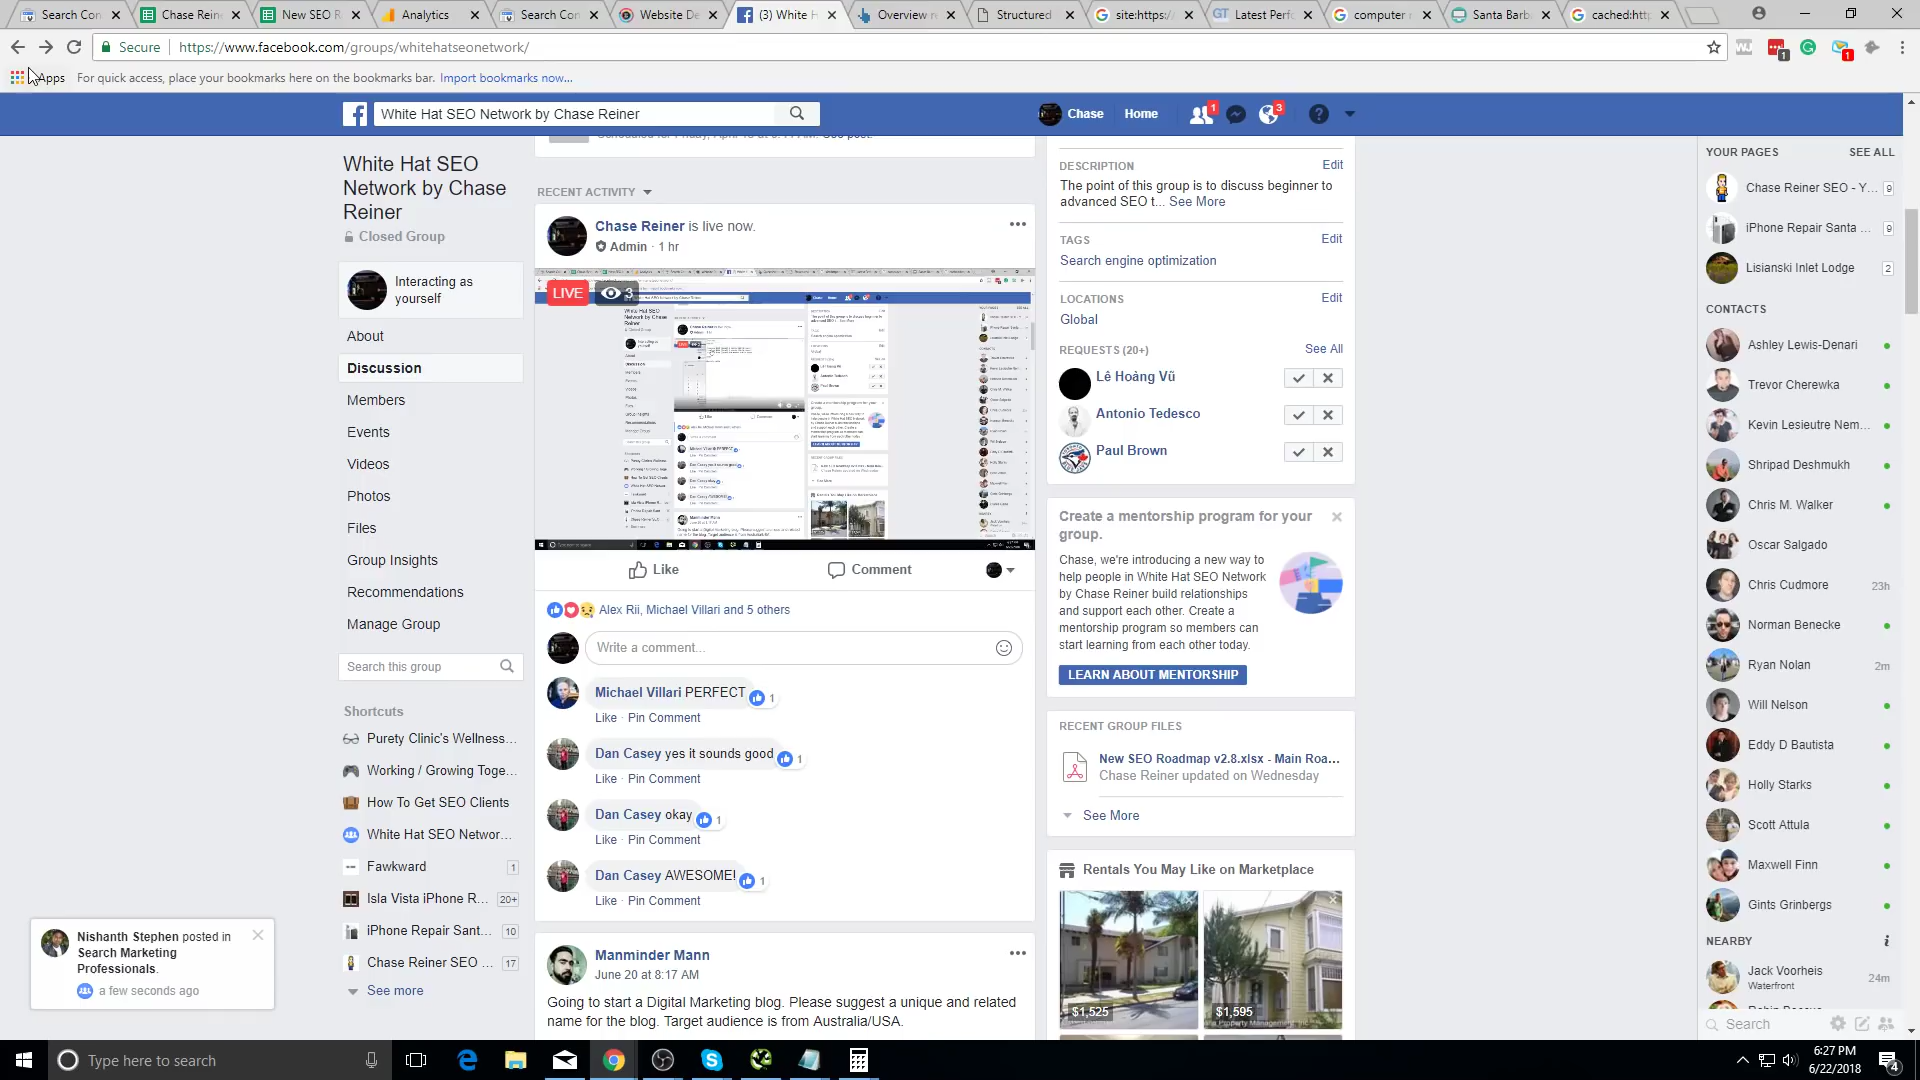 Search Con
Chase Rein
New SEO R
Analytics
Search Con
Website De
(3) White H
Overview re
Structured
site:https:/
GT Latest Perf
computer r
Santa Barb
cached:http
Secure
https://www.facebook.com/groups/whitehatseonetwork/
1
1
Apps For quick access, place your bookmarks here on the bookmarks bar. Import bookmarks now...
White Hat SEO Network by Chase Reiner
Chase Home
1
3
White Hat SEO
Network by Chase
Reiner
Closed Group
Interacting as
yourself
About
Discussion
Members
Events
Videos
Photos
Files
Group Insights
Recommendations
Manage Group
Search this group
Shortcuts
Purety Clinic's Wellness...
Working / Growing Toge...
How To Get SEO Clients
White Hat SEO Networ...
Fawkward 1
Isla Vista iPhone R... 20+
iPhone Repair Sant... 10
Chase Reiner SEO ... 17
See more
Nishanth Stephen posted in
Search Marketing
Professionals.
a few seconds ago
RECENT ACTIVITY
Chase Reiner is live now.
Admin · 1 hr
LIVE 3
Like Comment
Alex Rii, Michael Villari and 5 others
Write a comment...
Michael Villari PERFECT 1
Like · Pin Comment
Dan Casey yes it sounds good 1
Like · Pin Comment
Dan Casey okay 1
Like · Pin Comment
Dan Casey AWESOME! 1
Like · Pin Comment
Manminder Mann
June 20 at 8:17 AM
Going to start a Digital Marketing blog. Please suggest a unique and related
name for the blog. Target audience is from Australia/USA.
DESCRIPTION Edit
The point of this group is to discuss beginner to
advanced SEO t... See More
TAGS Edit
Search engine optimization
LOCATIONS Edit
Global
REQUESTS (20+) See All
Lê Hoàng Vũ
Antonio Tedesco
Paul Brown
Create a mentorship program for your
group.
Chase, we're introducing a new way to
help people in White Hat SEO Network
by Chase Reiner build relationships
and support each other. Create a
mentorship program so members can
start learning from each other today.
LEARN ABOUT MENTORSHIP
RECENT GROUP FILES
New SEO Roadmap v2.8.xlsx - Main Roa...
Chase Reiner updated on Wednesday
See More
Rentals You May Like on Marketplace
$1,525
$1,595
YOUR PAGES SEE ALL
Chase Reiner SEO - Y... 9
iPhone Repair Santa ... 9
Lisianski Inlet Lodge 2
CONTACTS
Ashley Lewis-Denari
Trevor Cherewka
Kevin Lesieutre Nem...
Shripad Deshmukh
Chris M. Walker
Oscar Salgado
Chris Cudmore 23h
Norman Benecke
Ryan Nolan 2m
Will Nelson
Eddy D Bautista
Holly Starks
Scott Attula
Maxwell Finn
Gints Grinbergs
NEARBY
Jack Voorheis 24m
Waterfront
Search
Type here to search
6:27 PM
6/22/2018
4